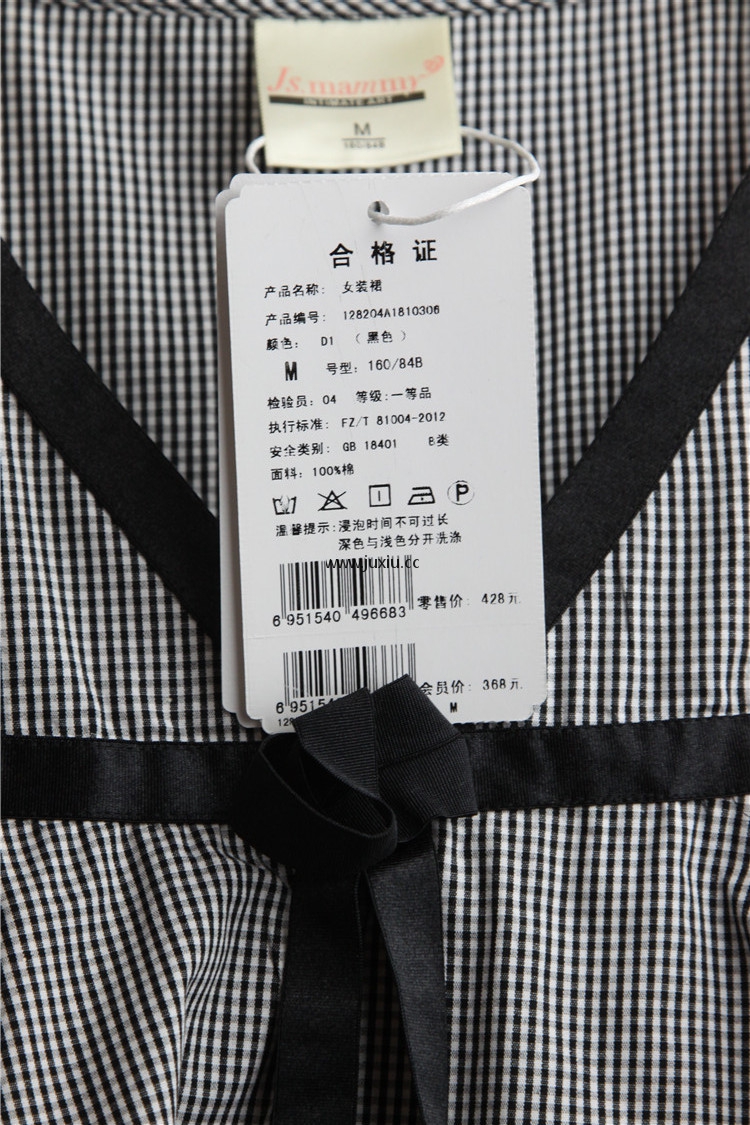 Js.mammy
INTIMATE ART
M
160/84B
合格证
产品名称: 女装裙
产品编号: 128204A1810306
颜色: D1 （黑色）
M 号型: 160/84B
检验员: 04 等级:一等品
执行标准: FZ/T 81004-2012
安全类别: GB 18401 B类
面料: 100%棉
P
温馨提示:浸泡时间不可过长
深色与浅色分开洗涤
www.juxiu.cc
6 951540 496683 零售价: 428元
会员价: 368元
6 9515
M
128